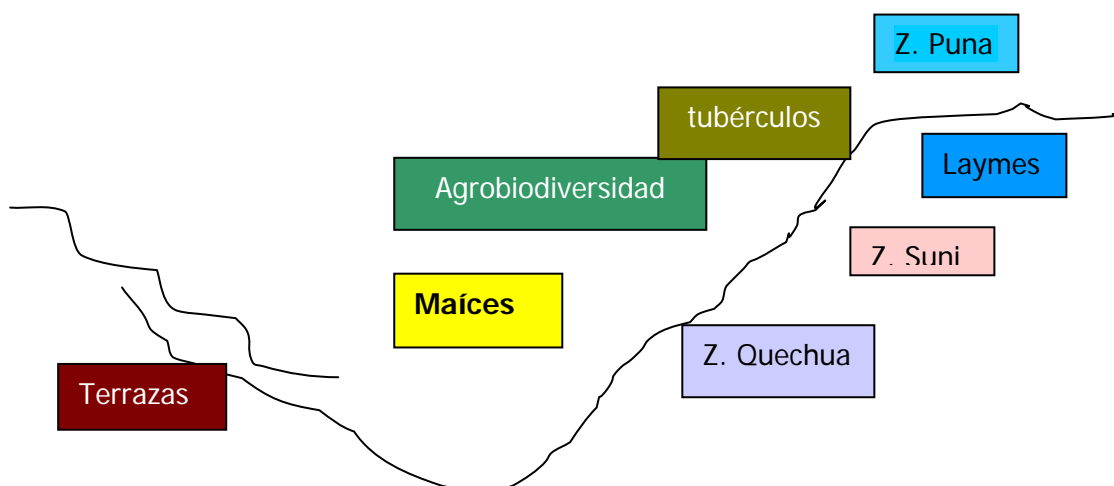 Z. Puna
tubérculos
Laymes
Agrobiodiversidad
Z. Suni
Maíces
Z. Quechua
Terrazas